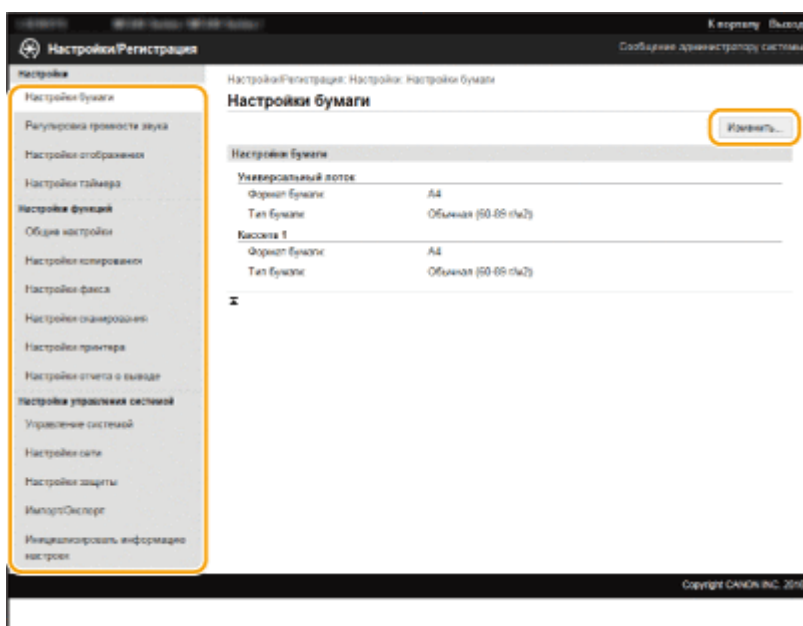 К порталу Выход
Настройки/Регистрация
Сообщение администратору системы
Настройки
Настройки бумаги
Регулировка громкости звука
Настройки отображения
Настройки таймера
Настройки функций
Общие настройки
Настройки копирования
Настройки факса
Настройки сканирования
Настройки принтера
Настройки отчета о выводе
Настройки управления системой
Управление системой
Настройки сети
Настройки защиты
Импорт/Экспорт
Инициализировать информацию
настроек
Настройки/Регистрация: Настройки: Настройки бумаги
Настройки бумаги
Изменить...
Настройки бумаги
Универсальный лоток
Формат бумаги: A4
Тип бумаги: Обычная (60-89 г/м2)
Кассета 1
Формат бумаги: A4
Тип бумаги: Обычная (60-89 г/м2)
Copyright CANON INC. 2016